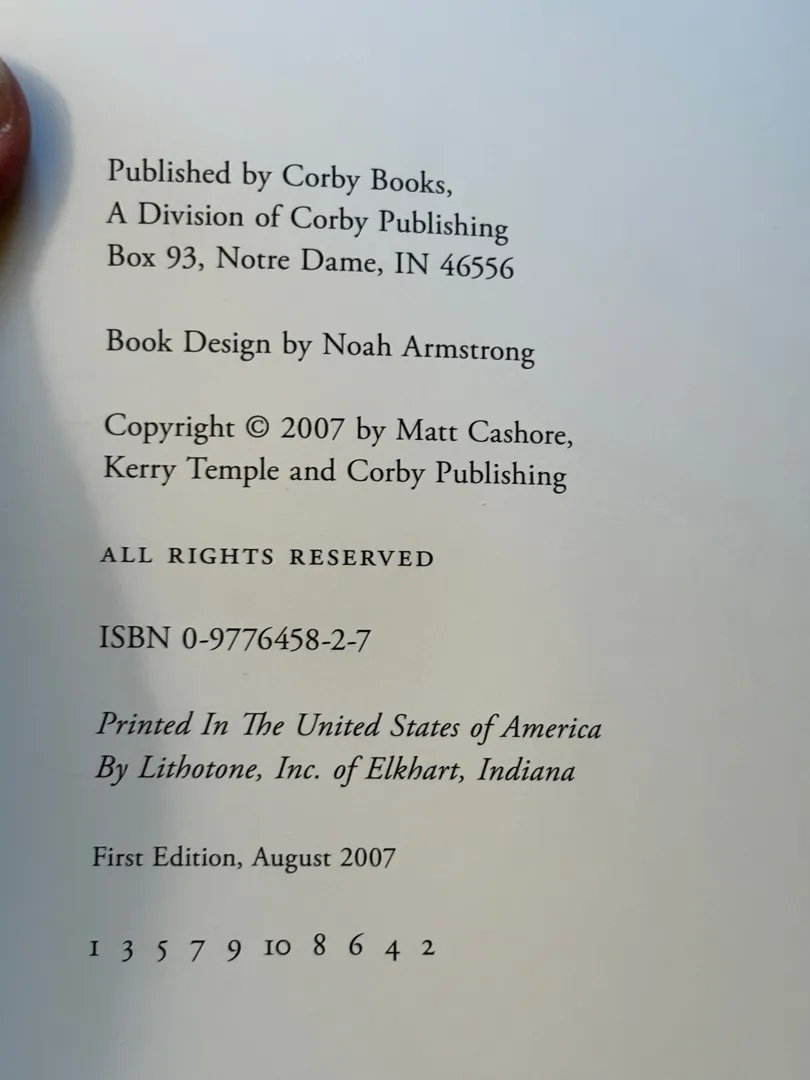 Published by Corby Books,
A Division of Corby Publishing
Box 93, Notre Dame, IN 46556
Book Design by Noah Armstrong
Copyright © 2007 by Matt Cashore,
Kerry Temple and Corby Publishing
ALL RIGHTS RESERVED
ISBN 0-9776458-2-7
Printed In The United States of America
By Lithotone, Inc. of Elkhart, Indiana
First Edition, August 2007
1 3 5 7 9 10 8 6 4 2